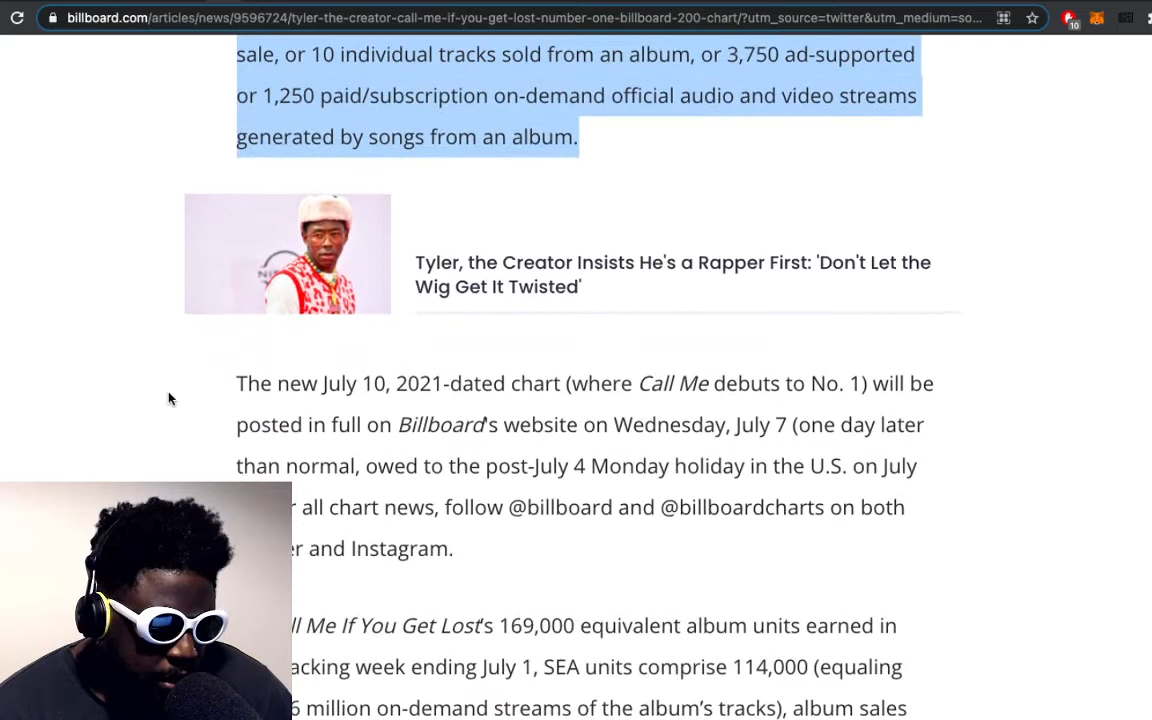 billboard.com/articles/news/9596724/tyler-the-creator-call-me-if-you-get-lost-number-one-billboard-200-chart/?utm_source=twitter&utm_medium=so...
10
sale, or 10 individual tracks sold from an album, or 3,750 ad-supported
or 1,250 paid/subscription on-demand official audio and video streams
generated by songs from an album.
Tyler, the Creator Insists He's a Rapper First: 'Don't Let the
Wig Get It Twisted'
The new July 10, 2021-dated chart (where Call Me debuts to No. 1) will be
posted in full on Billboard's website on Wednesday, July 7 (one day later
than normal, owed to the post-July 4 Monday holiday in the U.S. on July
all chart news, follow @billboard and @billboardcharts on both
and Instagram.
Me If You Get Lost's 169,000 equivalent album units earned in
week ending July 1, SEA units comprise 114,000 (equaling
million on-demand streams of the album's tracks), album sales